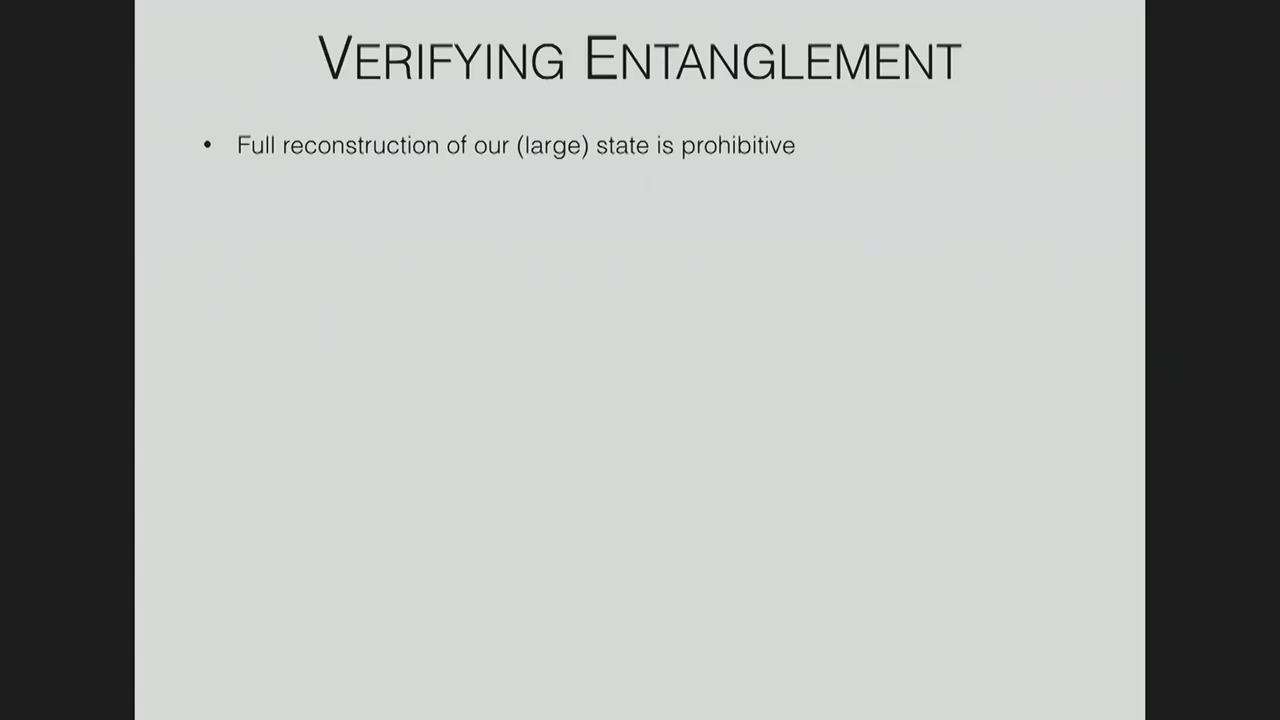 VERIFYING ENTANGLEMENT
• Full reconstruction of our (large) state is prohibitive